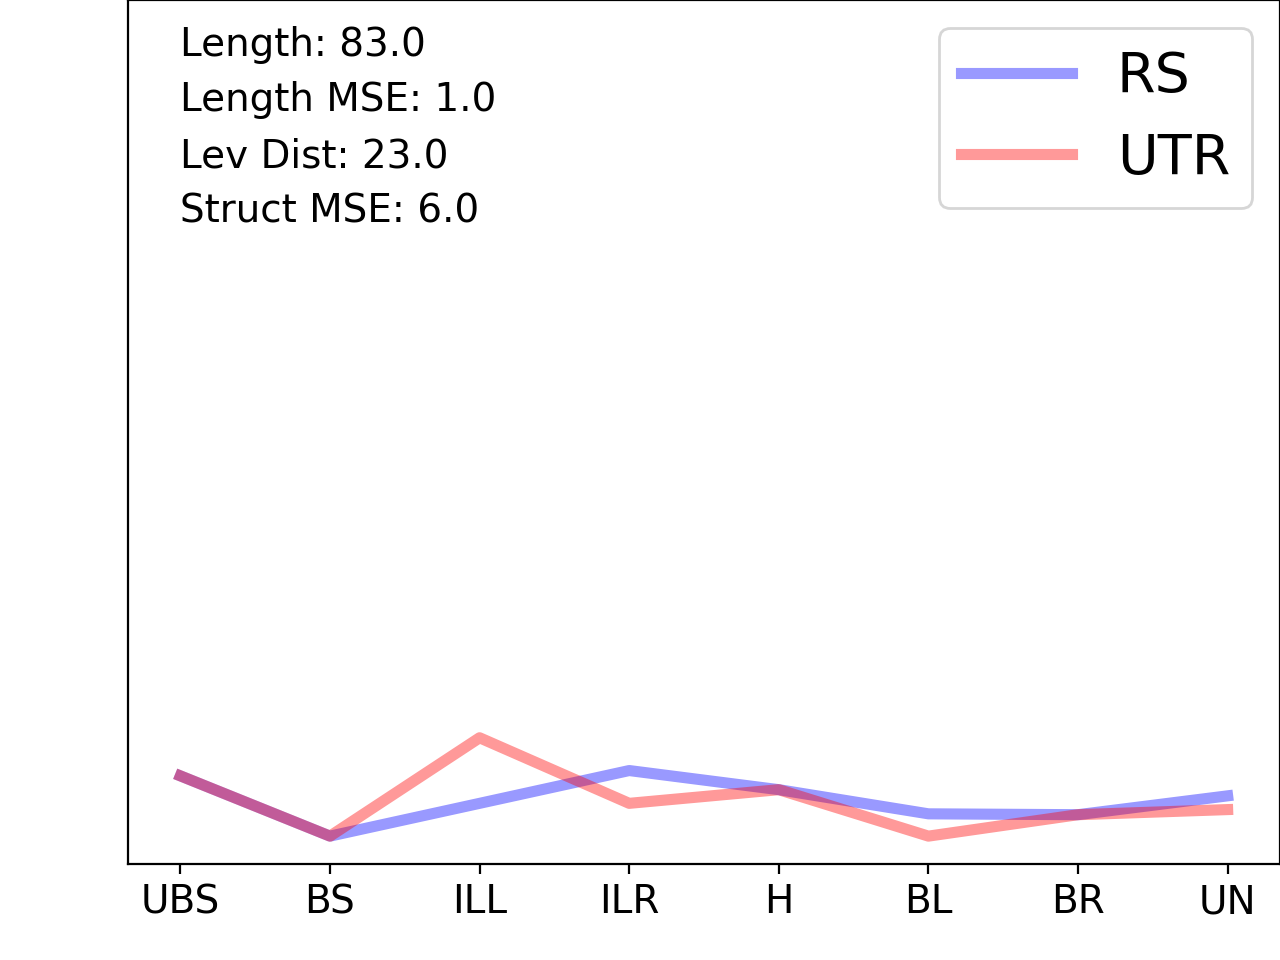 Length: 83.0
Length MSE: 1.0
Lev Dist: 23.0
Struct MSE: 6.0
RS
UTR
UBS BS ILL ILR H BL BR UN